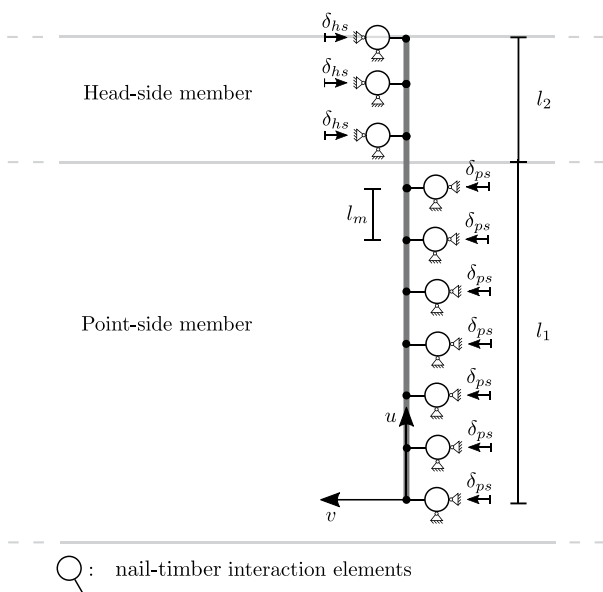 δhs
δhs
Head-side member
l2
δhs
δps
lm
δps
δps
Point-side member
δps
l1
δps
u
δps
δps
v
: nail-timber interaction elements